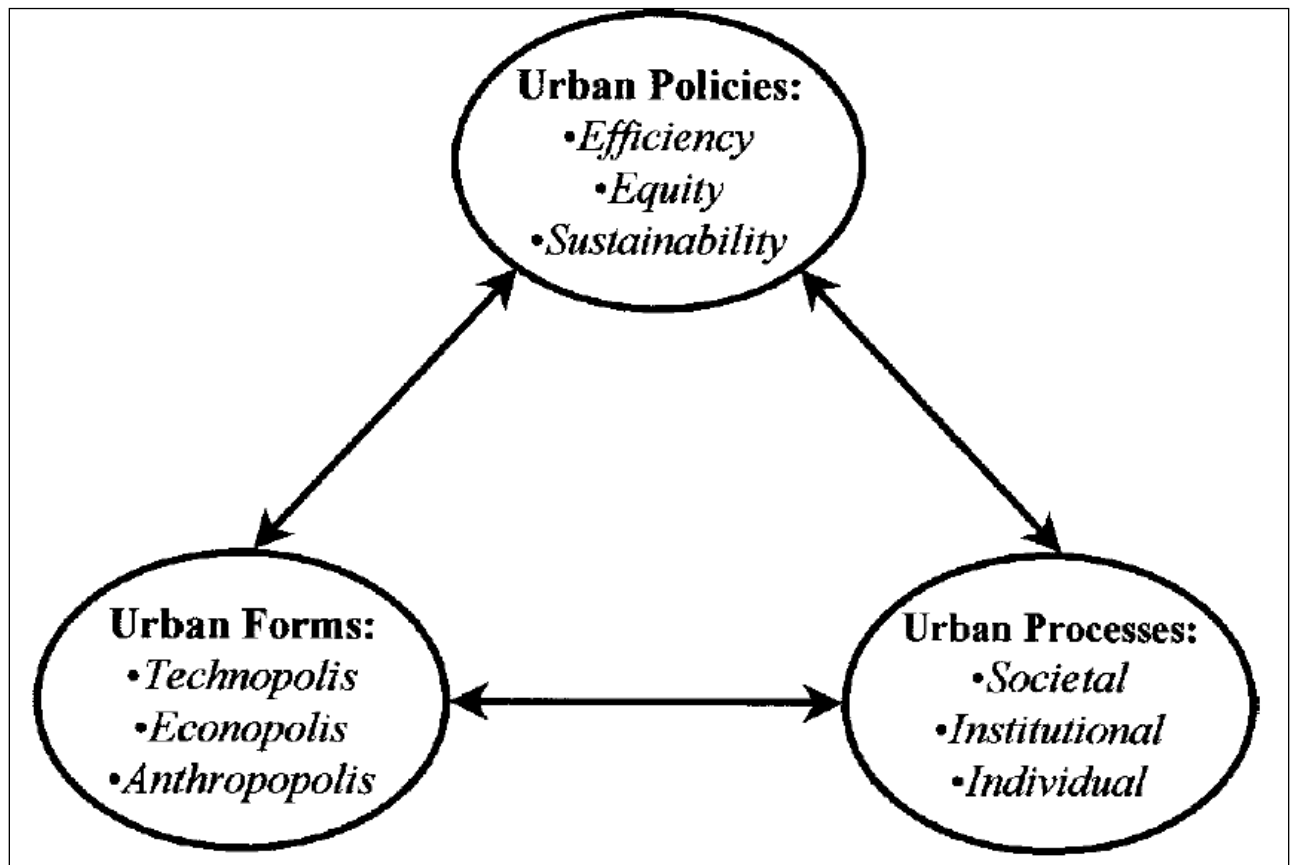 Urban Policies:
•Efficiency
•Equity
•Sustainability
Urban Forms:
•Technopolis
•Econopolis
•Anthropopolis
Urban Processes:
•Societal
•Institutional
•Individual